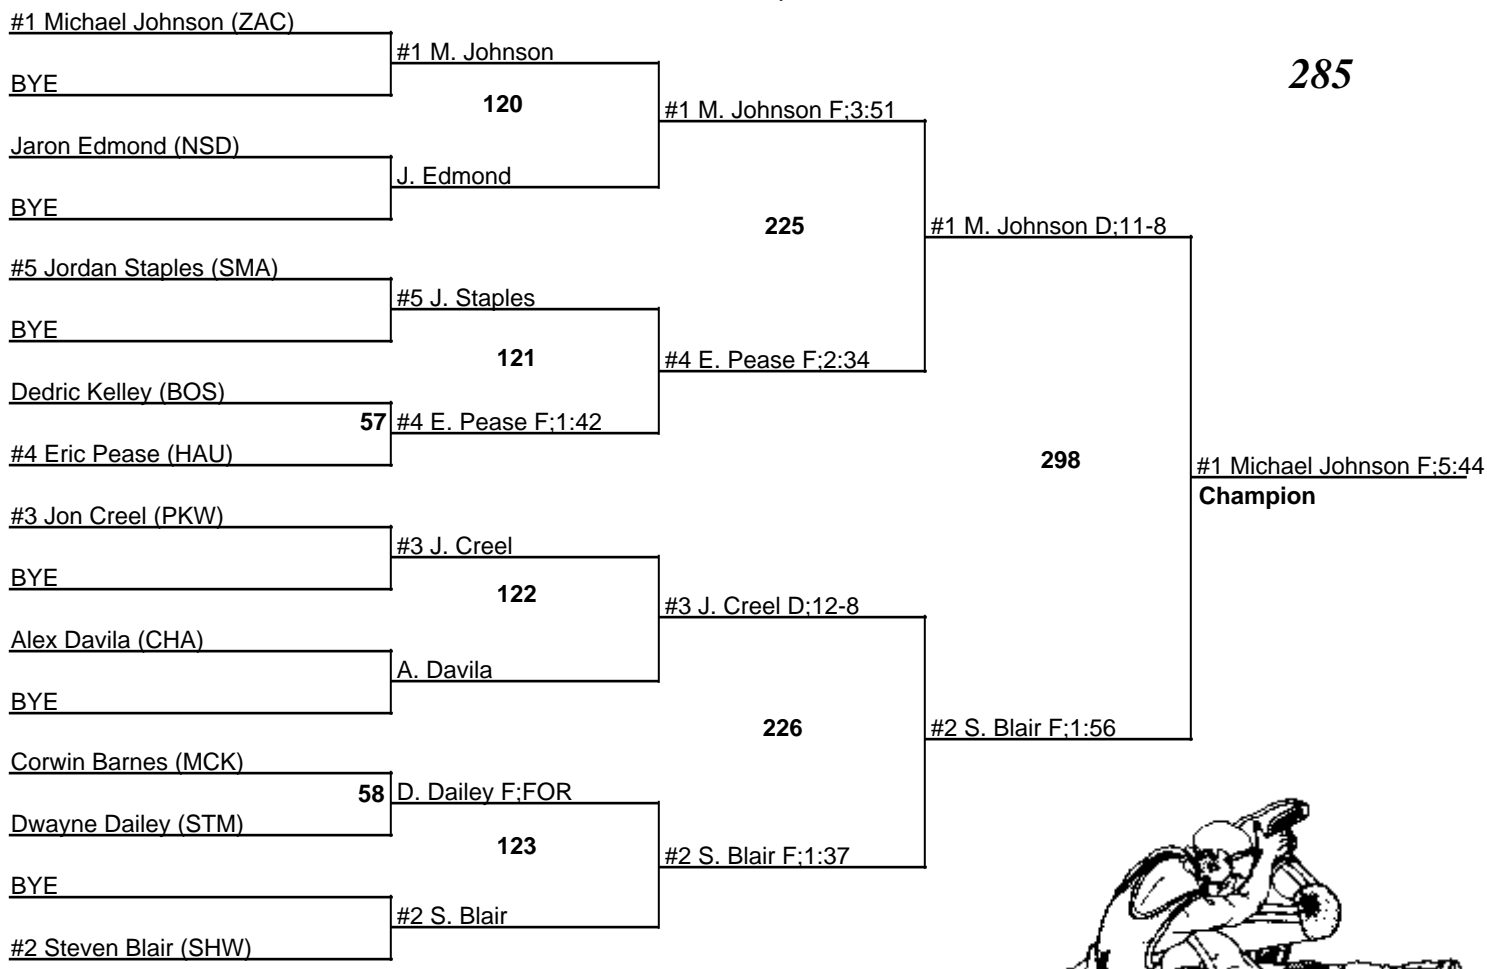 #1 Michael Johnson (ZAC)
BYE
Jaron Edmond (NSD)
BYE
#5 Jordan Staples (SMA)
BYE
Dedric Kelley (BOS)
#4 Eric Pease (HAU)
#3 Jon Creel (PKW)
BYE
Alex Davila (CHA)
BYE
Corwin Barnes (MCK)
Dwayne Dailey (STM)
BYE
#2 Steven Blair (SHW)
57
58
#1 M. Johnson
120
J. Edmond
#5 J. Staples
121
#4 E. Pease F;1:42
#3 J. Creel
122
A. Davila
D. Dailey F;FOR
123
#2 S. Blair
#1 M. Johnson F;3:51
225
#4 E. Pease F;2:34
#3 J. Creel D;12-8
226
#2 S. Blair F;1:37
#1 M. Johnson D;11-8
298
#2 S. Blair F;1:56
285
#1 Michael Johnson F;5:44
Champion